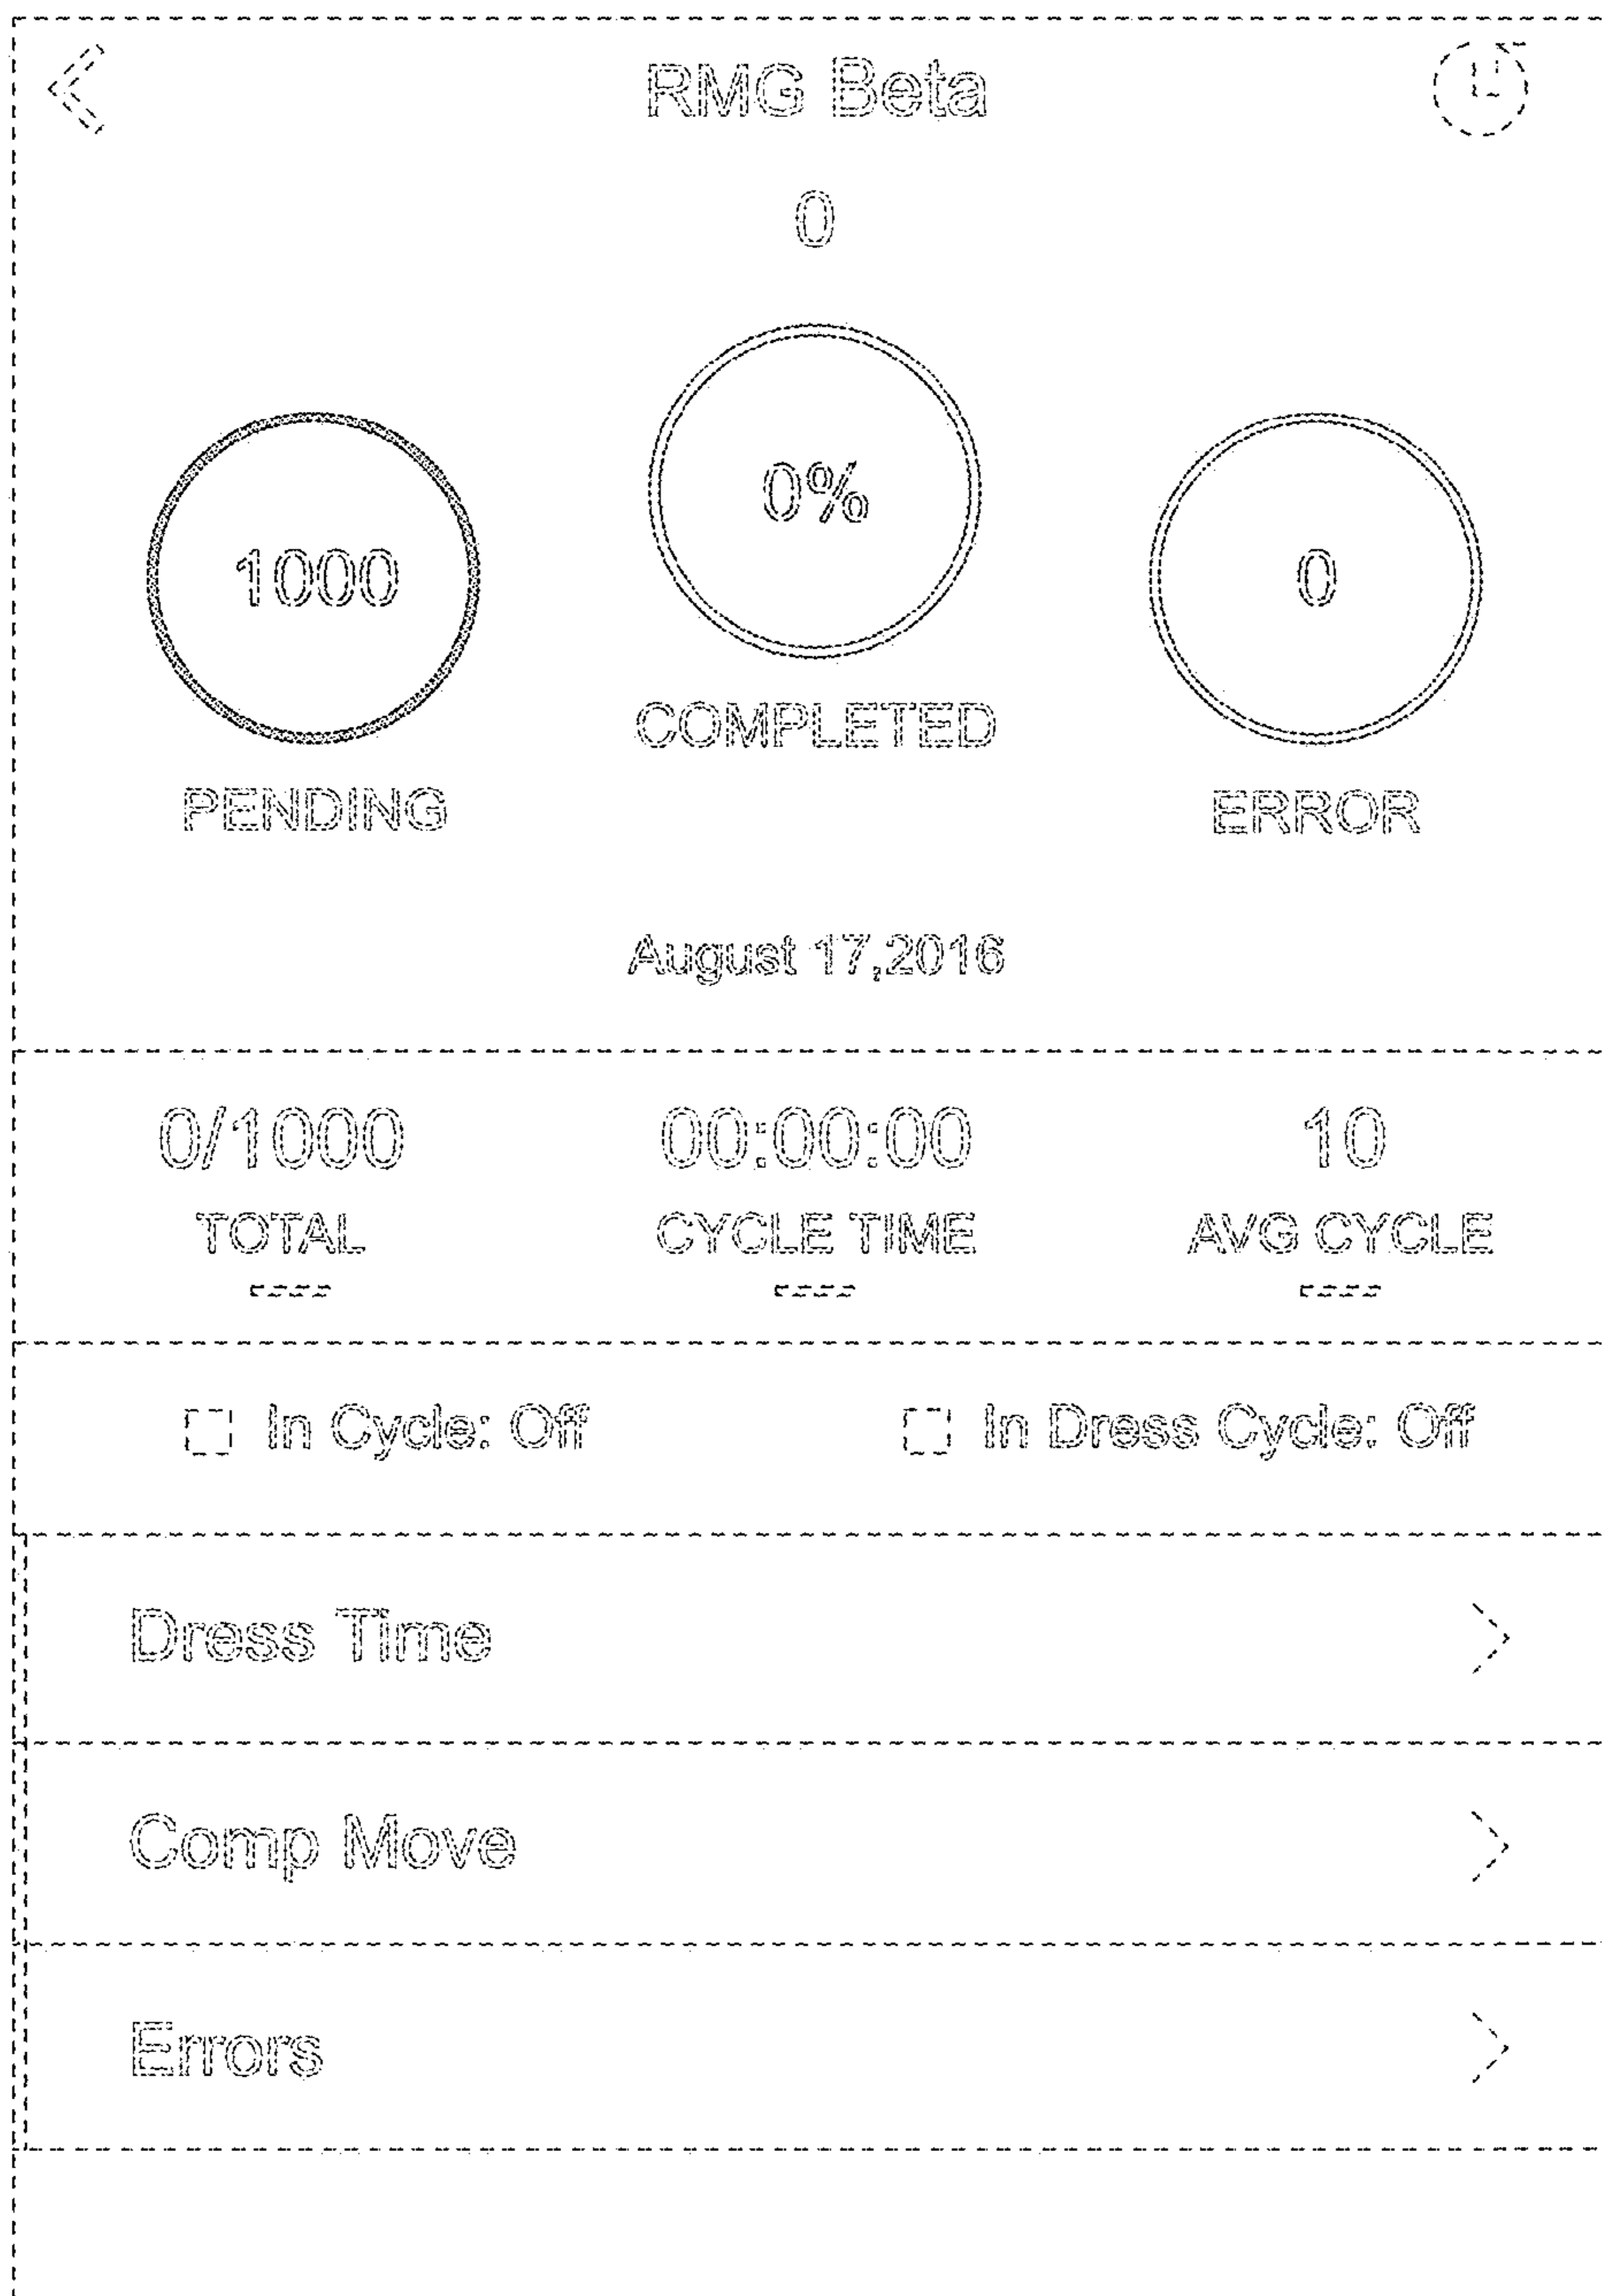 RMG Beta
0
1000
0%
0
COMPLETED
PENDING
ERROR
August 17,2016
0/1000
00:00:00
10
TOTAL
CYCLE TIME
AVG CYCLE
In Cycle: Off
In Dress Cycle: Off
Dress Time
Comp Move
Errors